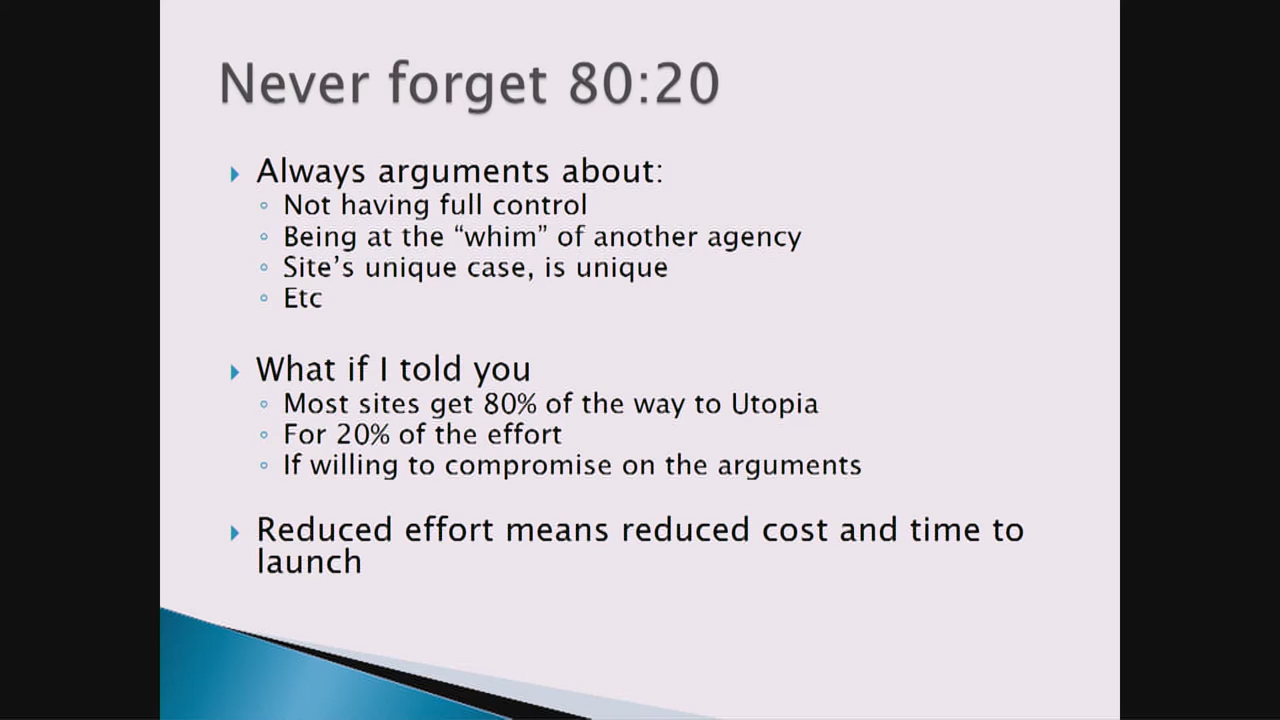 Never forget 80:20
Always arguments about:
Not having full control
Being at the “whim” of another agency
Site’s unique case, is unique
Etc
What if I told you
Most sites get 80% of the way to Utopia
For 20% of the effort
If willing to compromise on the arguments
Reduced effort means reduced cost and time to
launch